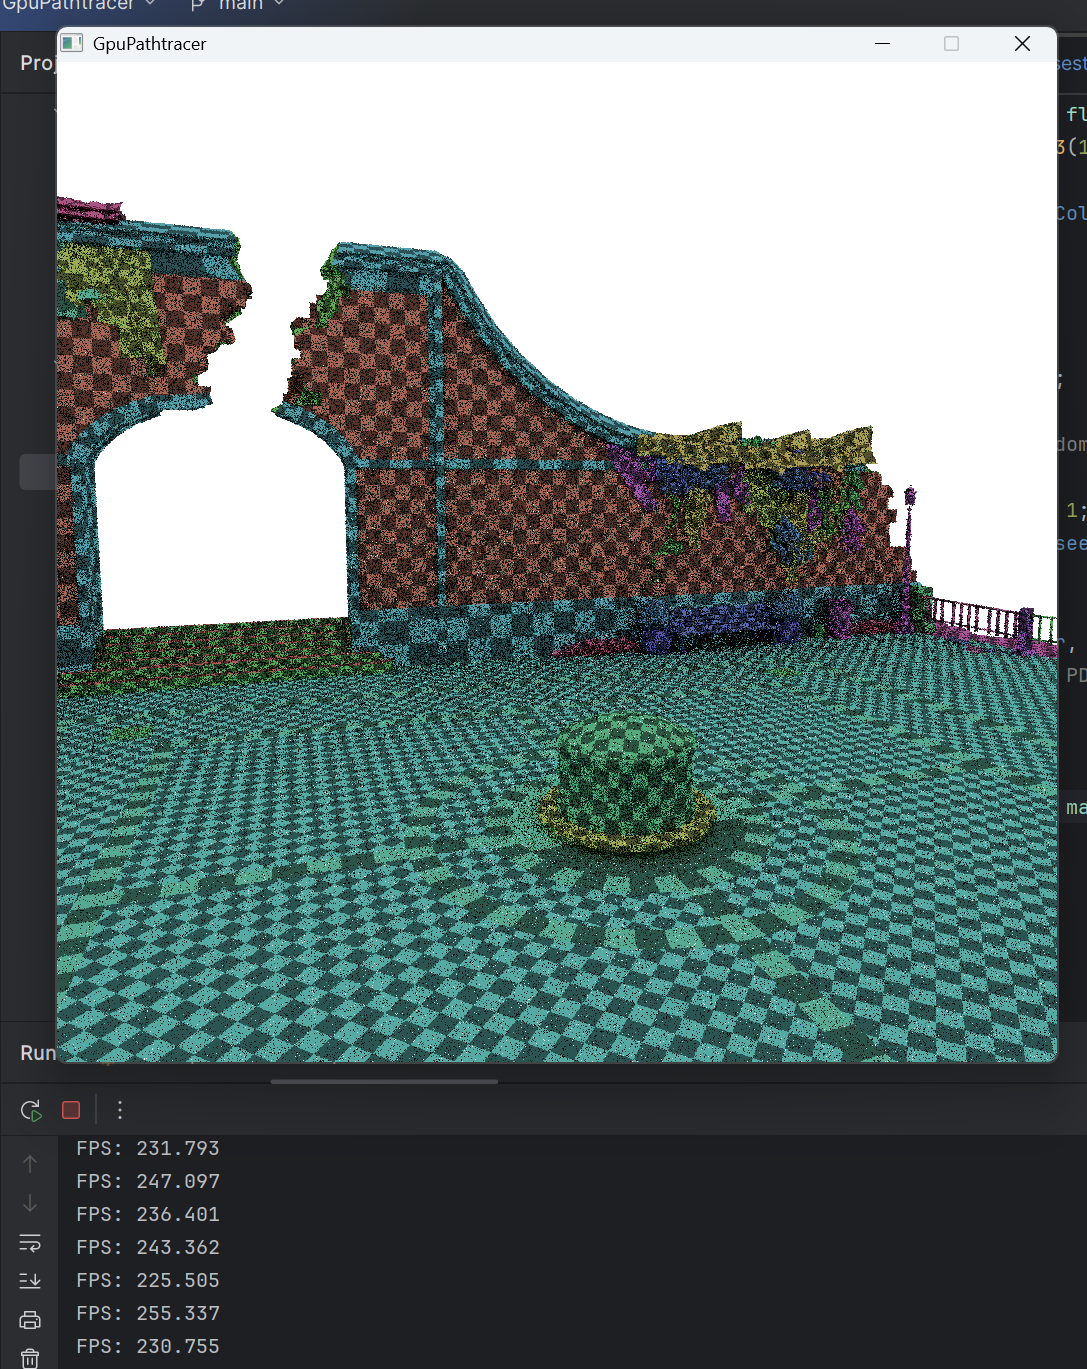 GpuPathtracer main
GpuPathtracer
Proj
sest
fl
3(1
Col
;
dom
1;
see
,
PD
ma
Run
FPS: 231.793
FPS: 247.097
FPS: 236.401
FPS: 243.362
FPS: 225.505
FPS: 255.337
FPS: 230.755